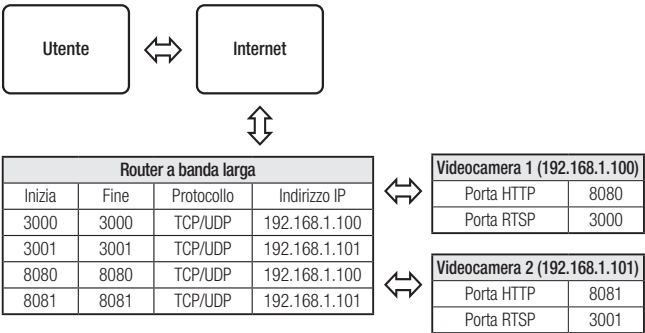 Utente
Internet
Router a banda larga
Inizia Fine Protocollo Indirizzo IP
3000 3000 TCP/UDP 192.168.1.100
3001 3001 TCP/UDP 192.168.1.101
8080 8080 TCP/UDP 192.168.1.100
8081 8081 TCP/UDP 192.168.1.101
Videocamera 1 (192.168.1.100)
Porta HTTP 8080
Porta RTSP 3000
Videocamera 2 (192.168.1.101)
Porta HTTP 8081
Porta RTSP 3001